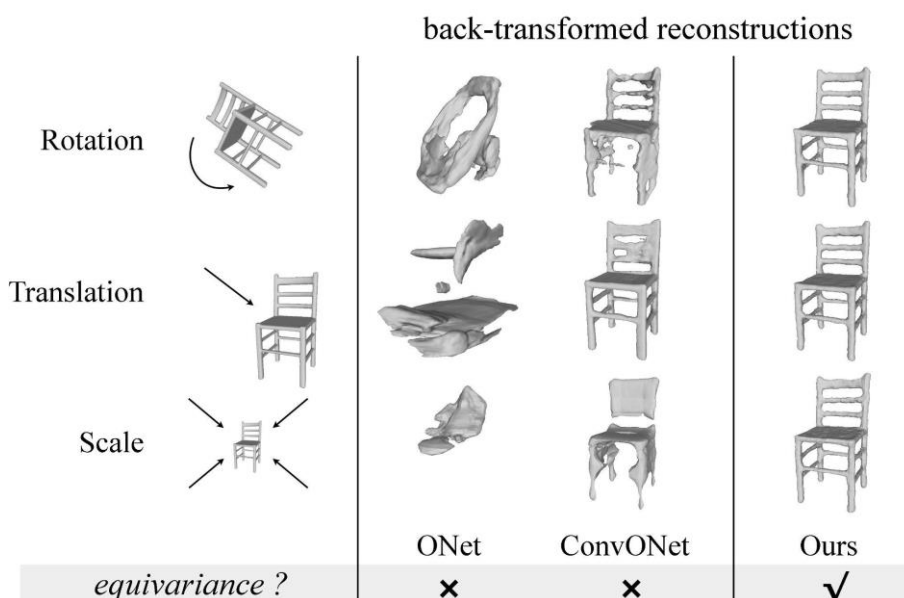 back-transformed reconstructions
Rotation
Translation
Scale
ONet ConvONet Ours
equivariance ? × × √